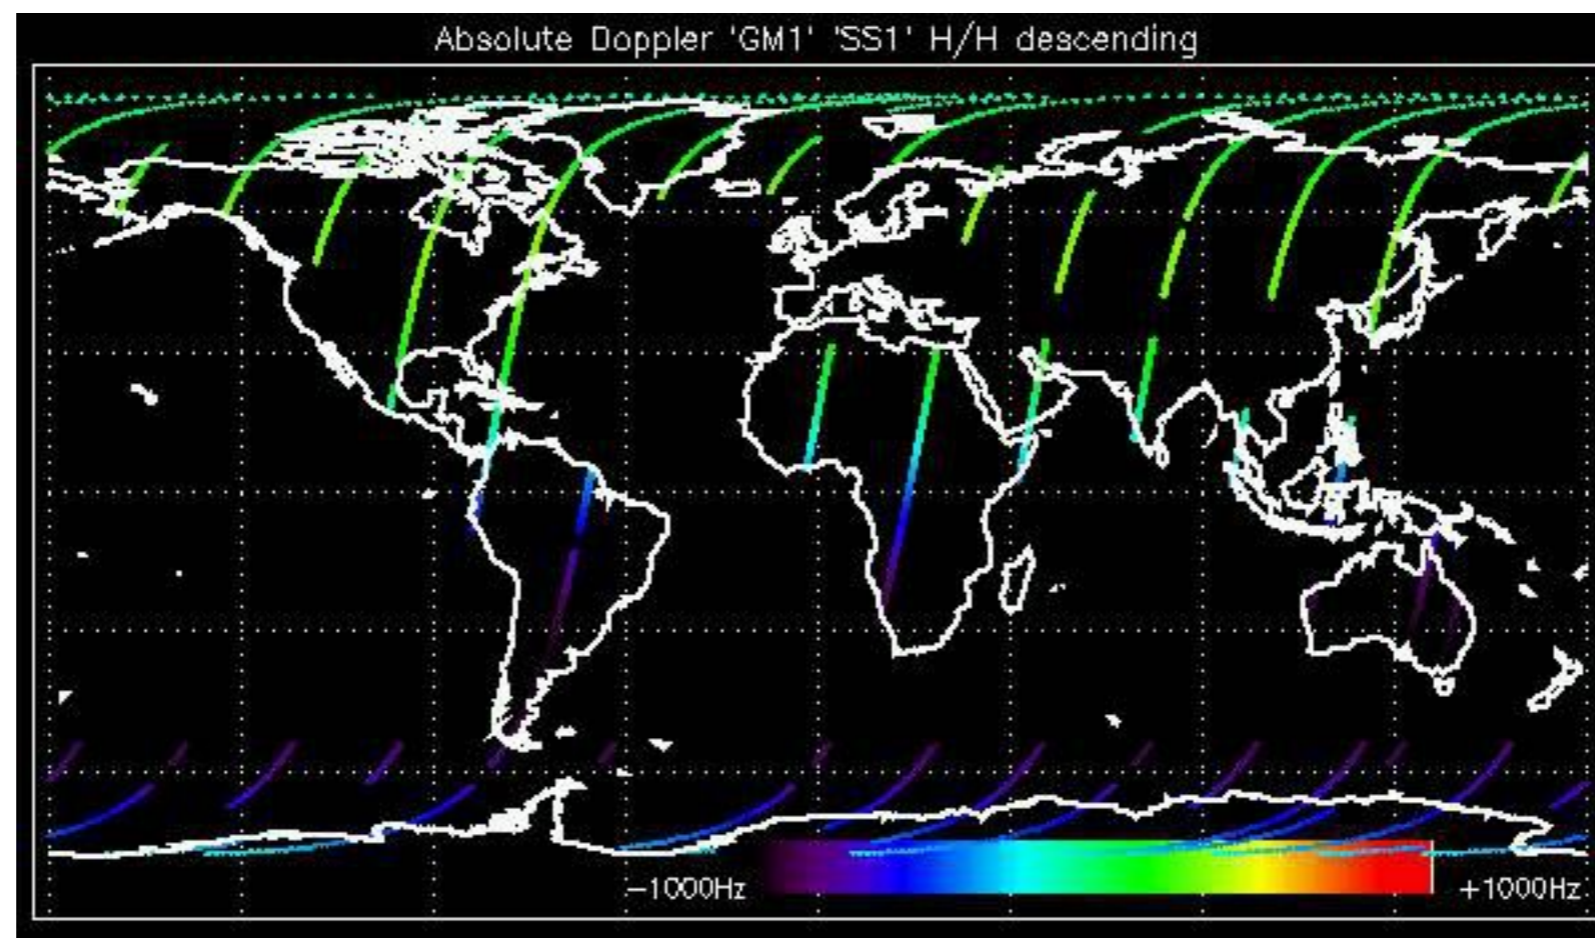 Absolute Doppler 'GM1' 'SS1' H/H descending
-1000Hz
+1000Hz